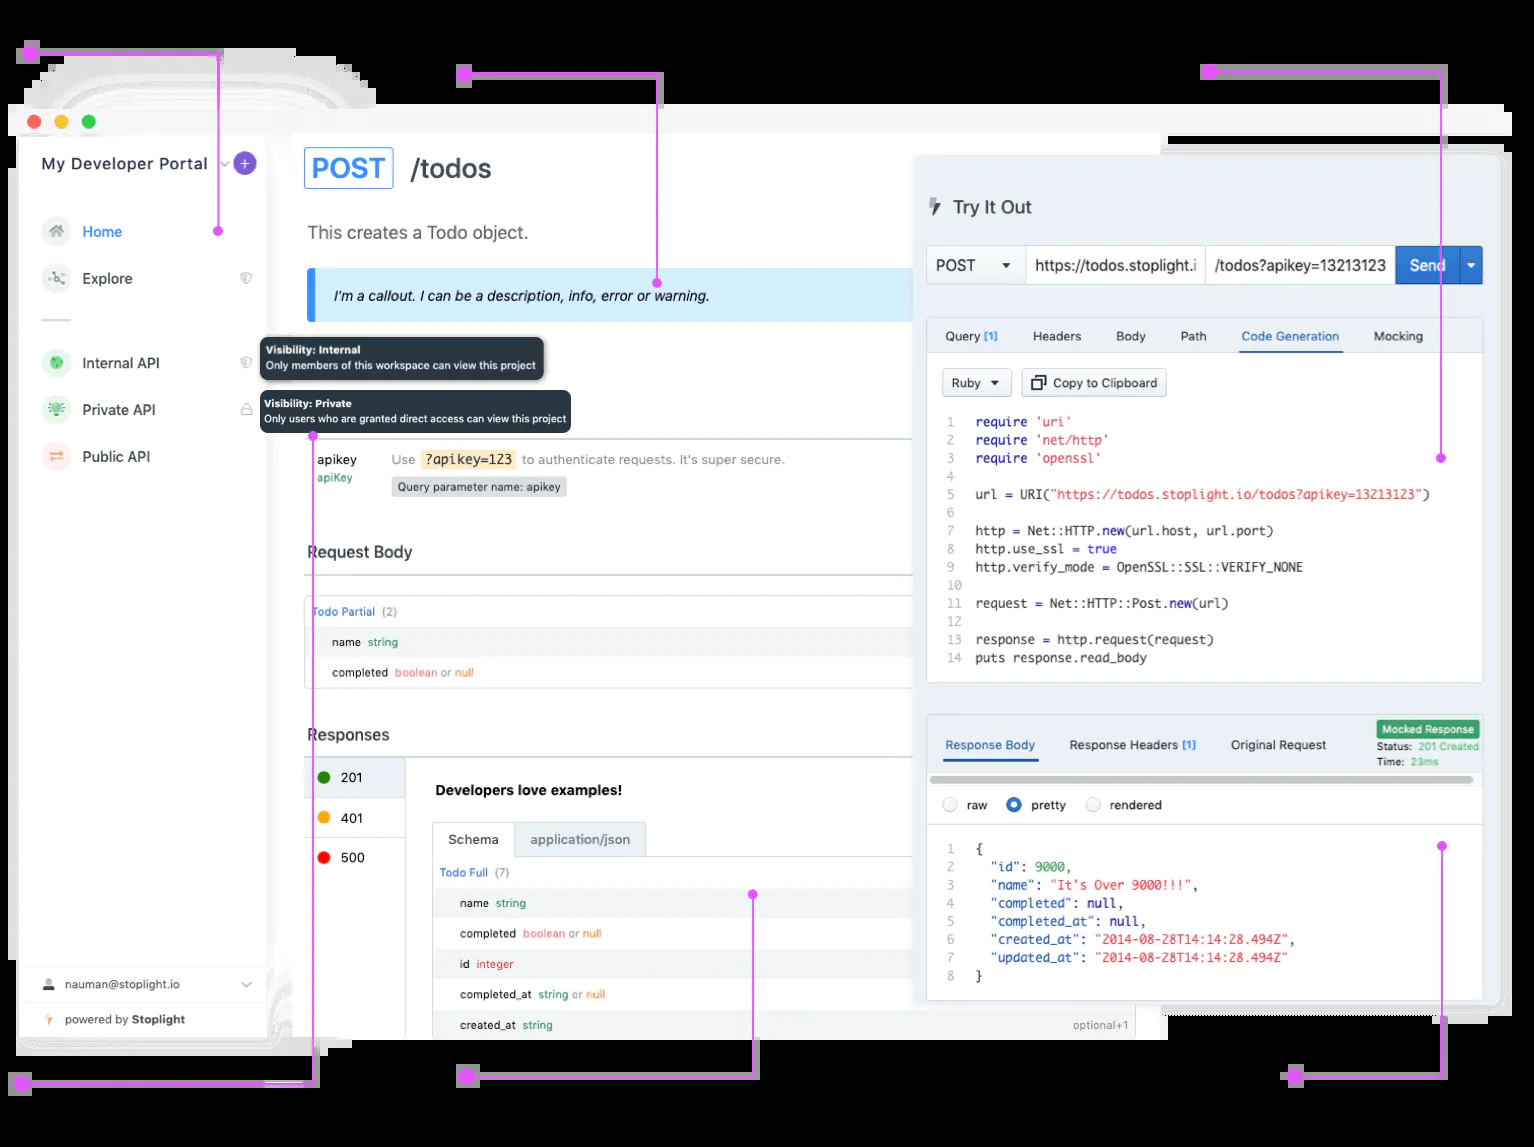 My Developer Portal
Home
Explore
Internal API
Private API
Public API
nauman@stoplight.io
powered by Stoplight
Visibility: Internal
Only members of this workspace can view this project
Visibility: Private
Only users who are granted direct access can view this project
POST /todos
This creates a Todo object.
I'm a callout. I can be a description, info, error or warning.
apikey Use ?apikey=123 to authenticate requests. It's super secure.
apiKey
Query parameter name: apikey
Request Body
Todo Partial {2}
name string
completed boolean or null
Responses
201
401
500
Developers love examples!
Schema application/json
Todo Full {7}
name string
completed boolean or null
id integer
completed_at string or null
created_at string optional+1
Try It Out
POST https://todos.stoplight.i /todos?apikey=13213123 Send
Query [1] Headers Body Path Code Generation Mocking
Ruby Copy to Clipboard
1 require 'uri'
2 require 'net/http'
3 require 'openssl'
4
5 url = URI("https://todos.stoplight.io/todos?apikey=13213123")
6
7 http = Net::HTTP.new(url.host, url.port)
8 http.use_ssl = true
9 http.verify_mode = OpenSSL::SSL::VERIFY_NONE
10
11 request = Net::HTTP::Post.new(url)
12
13 response = http.request(request)
14 puts response.read_body
Response Body Response Headers [1] Original Request
Mocked Response
Status: 201 Created
Time: 23ms
raw pretty rendered
1 {
2 "id": 9000,
3 "name": "It's Over 9000!!!",
4 "completed": null,
5 "completed_at": null,
6 "created_at": "2014-08-28T14:14:28.494Z",
7 "updated_at": "2014-08-28T14:14:28.494Z"
8 }